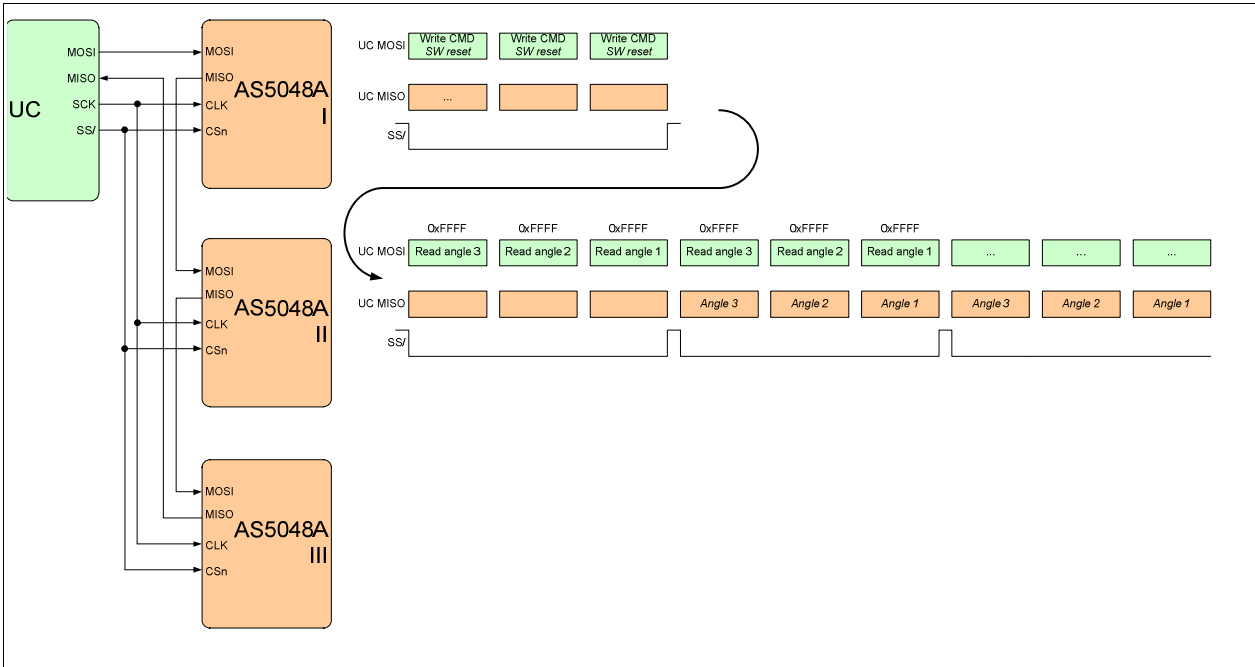 UC
MOSI
MISO
SCK
SS/
MOSI
MISO
CLK
CSn
AS5048A
I
MOSI
MISO
CLK
CSn
AS5048A
II
MOSI
MISO
CLK
CSn
AS5048A
III
UC MOSI
Write CMD
SW reset
Write CMD
SW reset
Write CMD
SW reset
UC MISO
...
SS/
0xFFFF 0xFFFF 0xFFFF 0xFFFF 0xFFFF 0xFFFF
UC MOSI Read angle 3 Read angle 2 Read angle 1 Read angle 3 Read angle 2 Read angle 1 ... ... ...
UC MISO Angle 3 Angle 2 Angle 1 Angle 3 Angle 2 Angle 1
SS/